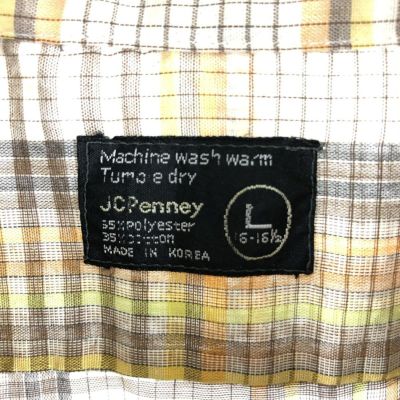 Machine wash warm
Tumble dry
JCPenney
65% polyester
35% cotton
MADE IN KOREA
L
16-16½